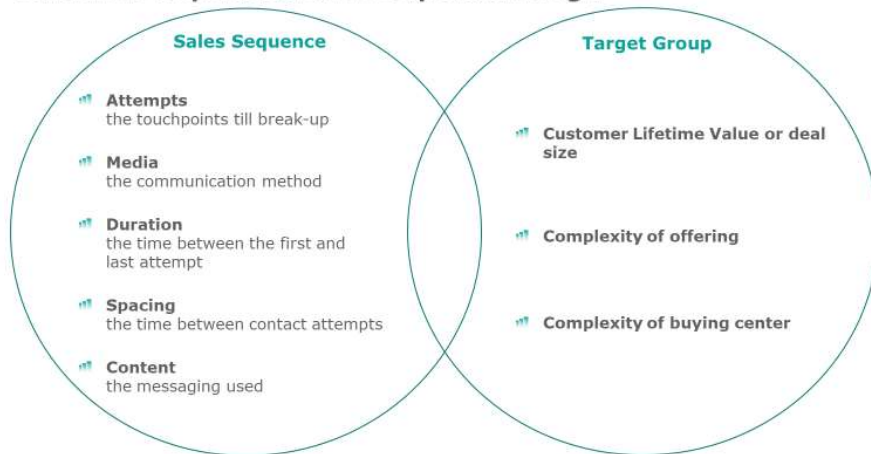 Sales Sequence
Attempts
the touchpoints till break-up
Media
the communication method
Duration
the time between the first and
last attempt
Spacing
the time between contact attempts
Content
the messaging used
Target Group
Customer Lifetime Value or deal
size
Complexity of offering
Complexity of buying center